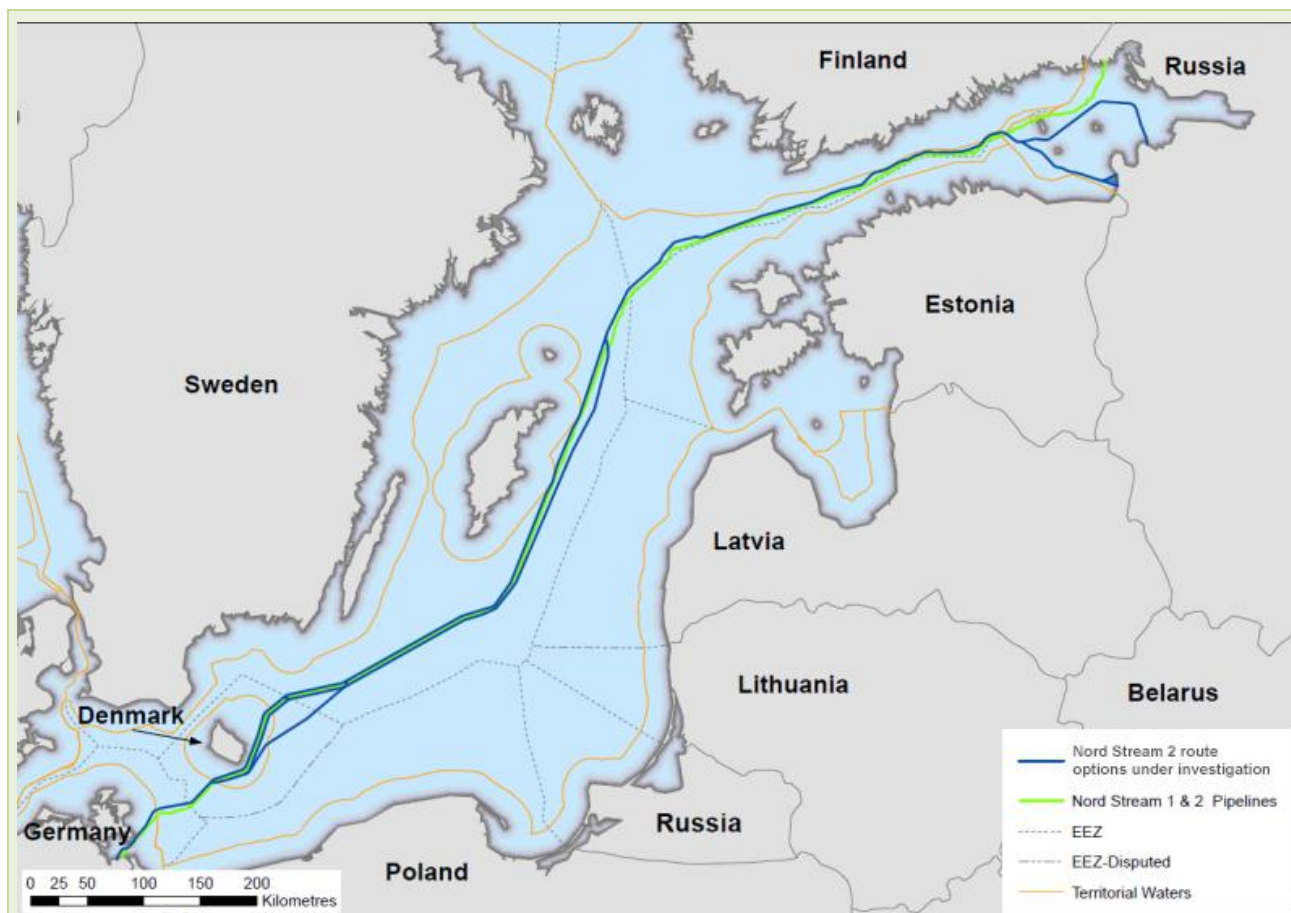 Finland
Russia
Estonia
Sweden
Latvia
Lithuania
Belarus
Denmark
Germany
Poland
Russia
Nord Stream 2 route
options under investigation
Nord Stream 1 & 2 Pipelines
EEZ
EEZ-Disputed
Territorial Waters
0 25 50 100 150 200
Kilometres